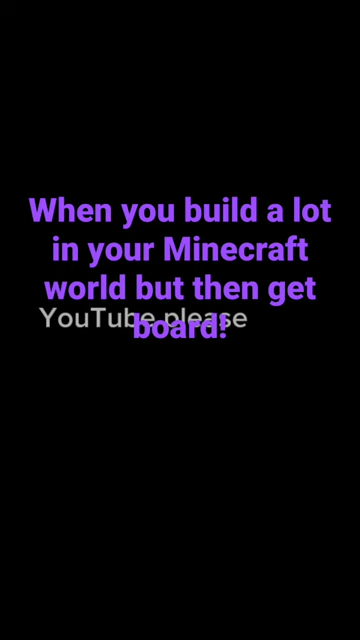 When you build a lot
in your Minecraft
world but then get
YouTube please
board!